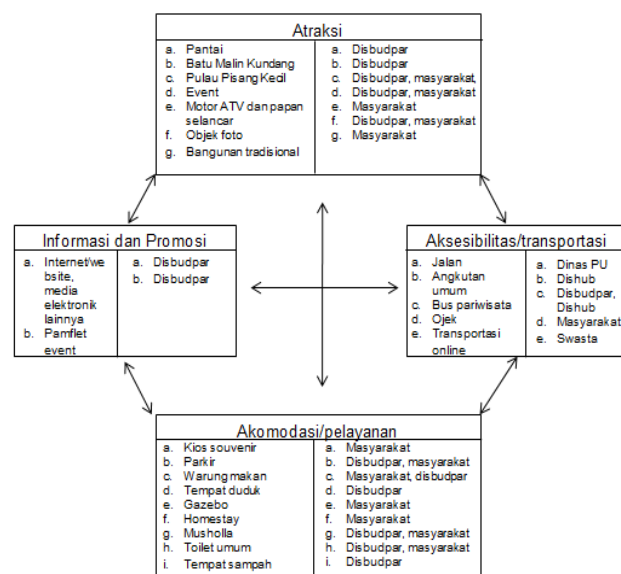 Atraksi
a. Pantai
b. Batu Malin Kundang
c. Pulau Pisang Kecil
d. Event
e. Motor ATV dan papan
selancar
f. Objek foto
g. Bangunan tradisional
a. Disbudpar
b. Disbudpar
c. Disbudpar, masyarakat,
d. Disbudpar, masyarakat
e. Masyarakat
f. Disbudpar, masyarakat
g. Masyarakat
Informasi dan Promosi
a. Internet/we
bsite,
media
elektronik
lainnya
b. Pamflet
event
a. Disbudpar
b. Disbudpar
Aksesibilitas/transportasi
a. Jalan
b. Angkutan
umum
c. Bus pariwisata
d. Ojek
e. Transportasi
online
a. Dinas PU
b. Dishub
c. Disbudpar,
Dishub
d. Masyarakat
e. Swasta
Akomodasi/pelayanan
a. Kios souvenir
b. Parkir
c. Warung makan
d. Tempat duduk
e. Gazebo
f. Homestay
g. Musholla
h. Toilet umum
i. Tempat sampah
a. Masyarakat
b. Disbudpar, masyarakat
c. Masyarakat, disbudpar
d. Disbudpar
e. Masyarakat
f. Masyarakat
g. Disbudpar, masyarakat
h. Disbudpar, masyarakat
i. Disbudpar